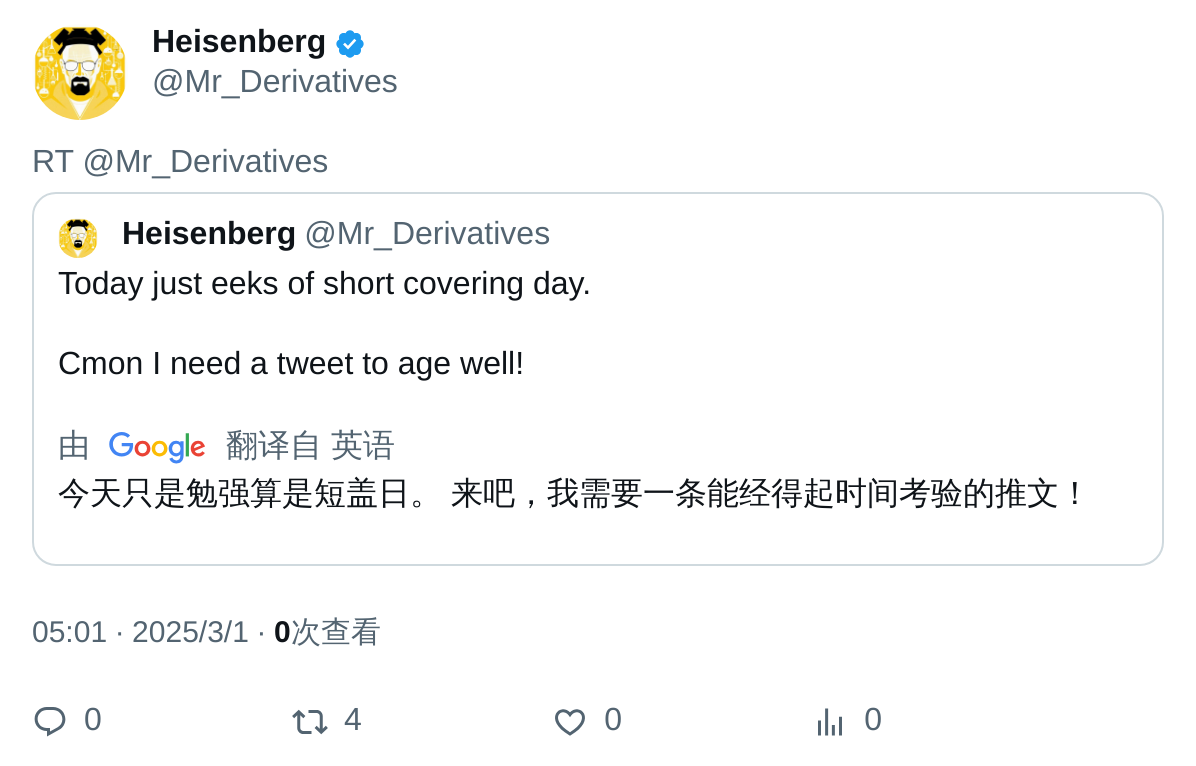 Heisenberg
@Mr_Derivatives
RT @Mr_Derivatives
Heisenberg @Mr_Derivatives
Today just eeks of short covering day.
Cmon I need a tweet to age well!
由 Google 翻译自 英语
今天只是勉强算是短盖日。 来吧，我需要一条能经得起时间考验的推文！
05:01 · 2025/3/1 · 0次查看
0 4 0 0